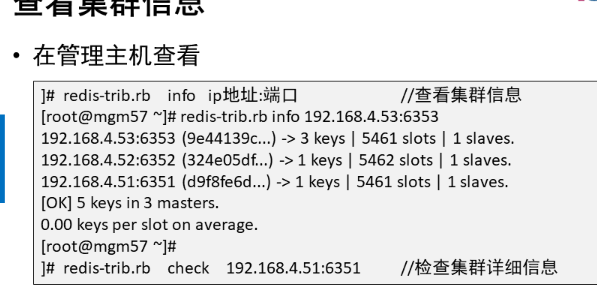 查看集群信息
• 在管理主机查看
]# redis-trib.rb info ip地址:端口 //查看集群信息
[root@mgm57 ~]# redis-trib.rb info 192.168.4.53:6353
192.168.4.53:6353 (9e44139c...) -> 3 keys | 5461 slots | 1 slaves.
192.168.4.52:6352 (324e05df...) -> 1 keys | 5462 slots | 1 slaves.
192.168.4.51:6351 (d9f8fe6d...) -> 1 keys | 5461 slots | 1 slaves.
[OK] 5 keys in 3 masters.
0.00 keys per slot on average.
[root@mgm57 ~]#
]# redis-trib.rb check 192.168.4.51:6351 //检查集群详细信息